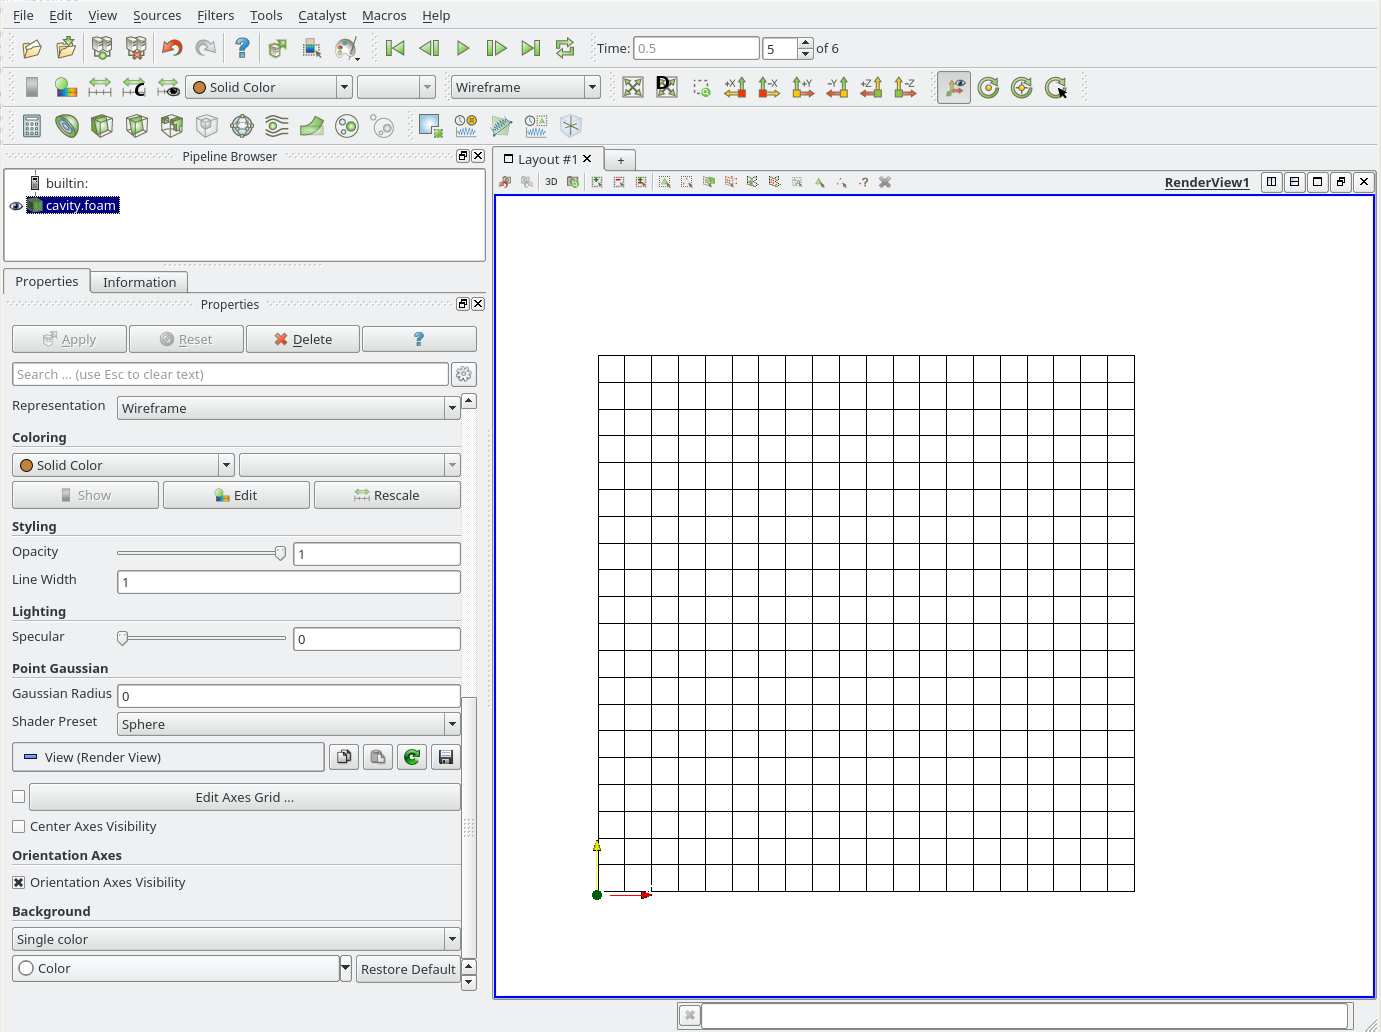 File Edit View Sources Filters Tools Catalyst Macros Help
Time: 0.5 5 of 6
Solid Color Wireframe D +X -X +Y -Y +Z -Z
Pipeline Browser
Layout #1 +
builtin:
3D ? RenderView1
cavity.foam
Properties Information
Properties
Apply Reset Delete ?
Search ... (use Esc to clear text)
Representation Wireframe
Coloring
Solid Color
Show Edit Rescale
Styling
Opacity 1
Line Width 1
Lighting
Specular 0
Point Gaussian
Gaussian Radius 0
Shader Preset Sphere
View (Render View)
Edit Axes Grid ...
Center Axes Visibility
Orientation Axes
Orientation Axes Visibility
Background
Single color
Color Restore Default